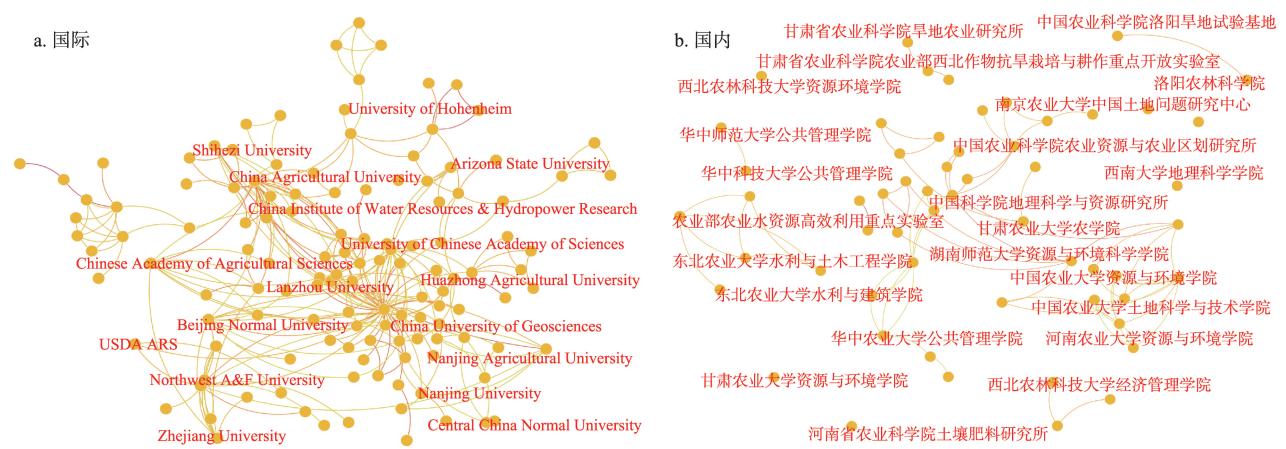 a. 国际
University of Hohenheim
Shihezi University
Arizona State University
China Agricultural University
China Institute of Water Resources & Hydropower Research
University of Chinese Academy of Sciences
Chinese Academy of Agricultural Sciences
Huazhong Agricultural University
Lanzhou University
Beijing Normal University
China University of Geosciences
USDA ARS
Nanjing Agricultural University
Northwest A&F University
Nanjing University
Central China Normal University
Zhejiang University
b. 国内
中国农业科学院洛阳旱地试验基地
甘肃省农业科学院旱地农业研究所
甘肃省农业科学院农业部西北作物抗旱栽培与耕作重点开放实验室
西北农林科技大学资源环境学院
洛阳农林科学院
南京农业大学中国土地问题研究中心
华中师范大学公共管理学院
中国农业科学院农业资源与农业区划研究所
华中科技大学公共管理学院
西南大学地理科学学院
中国科学院地理科学与资源研究所
农业部农业水资源高效利用重点实验室
甘肃农业大学农学院
湖南师范大学资源与环境科学学院
东北农业大学水利与土木工程学院
中国农业大学资源与环境学院
东北农业大学水利与建筑学院
中国农业大学土地科学与技术学院
华中农业大学公共管理学院
河南农业大学资源与环境学院
甘肃农业大学资源与环境学院
西北农林科技大学经济管理学院
河南省农业科学院土壤肥料研究所